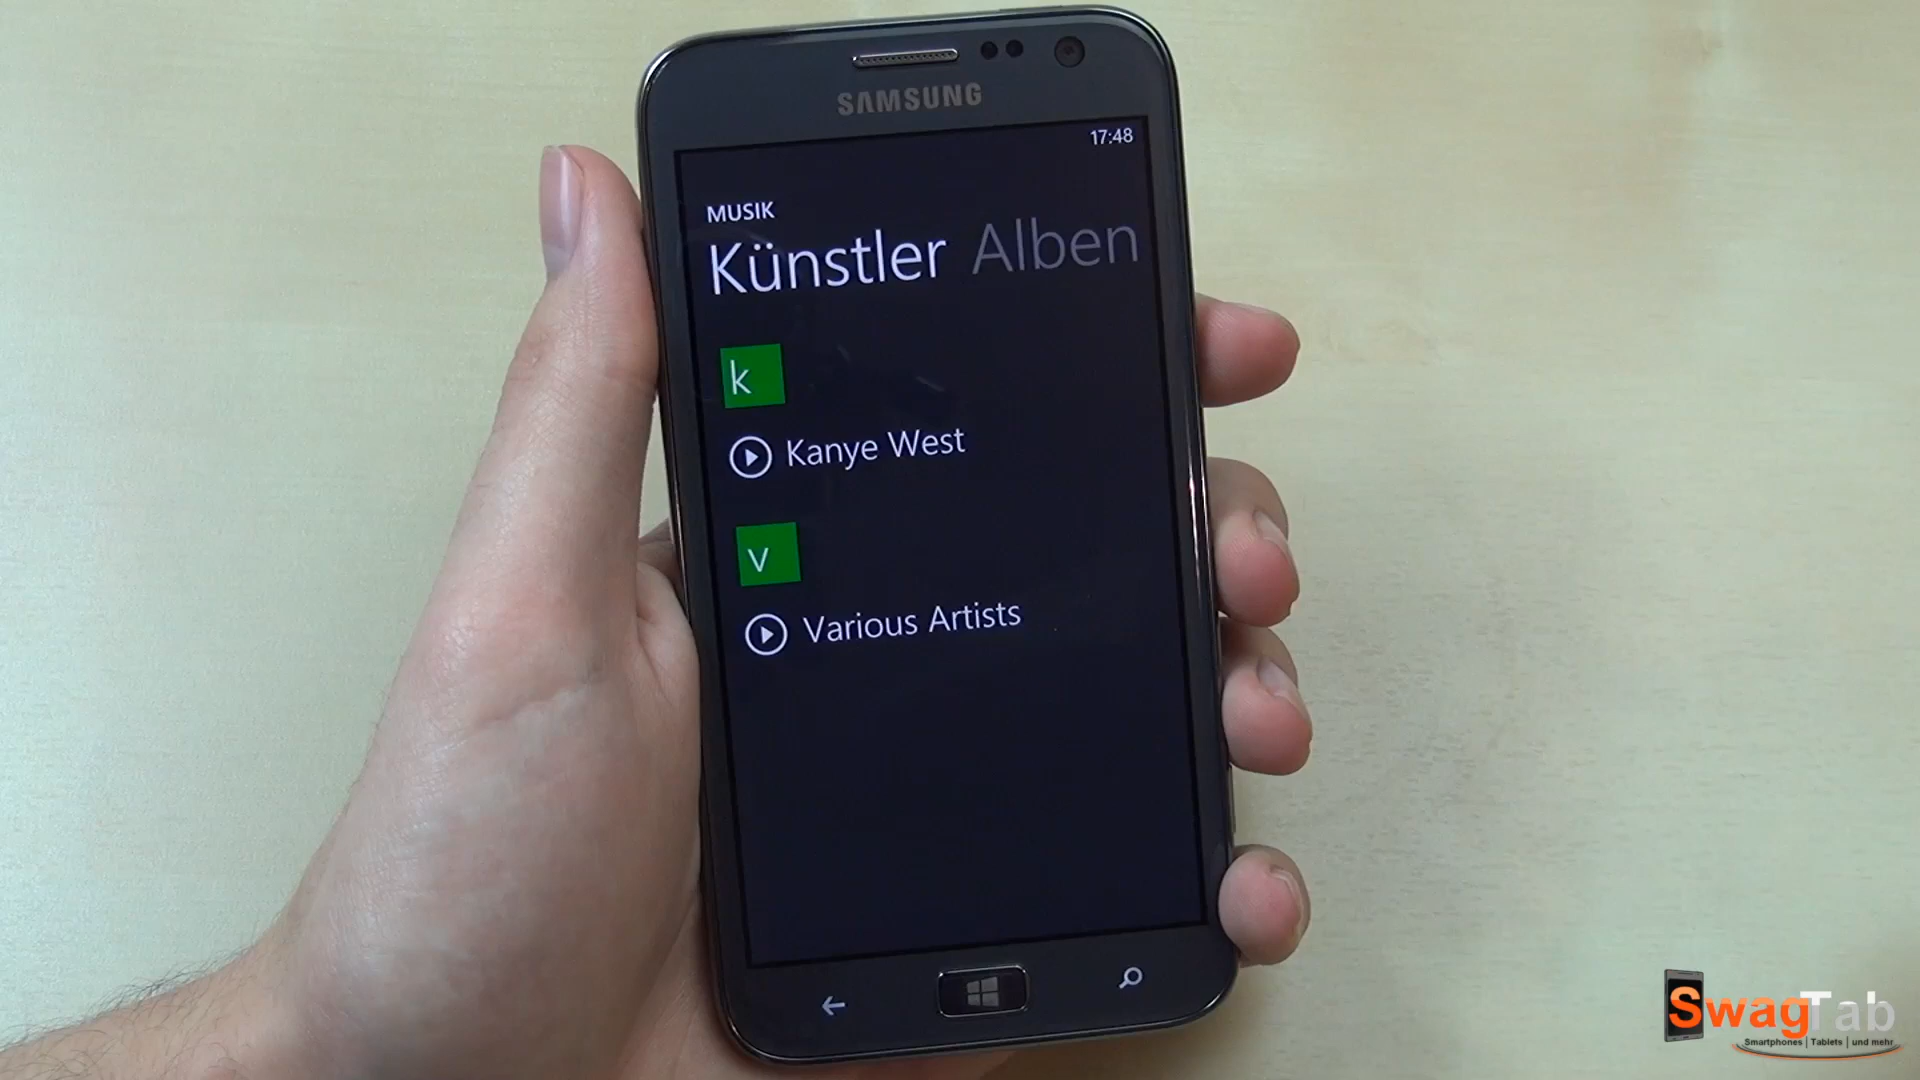 SAMSUNG
17:48
MUSIK
Künstler Alben
k
Kanye West
v
Various Artists
SwagTab
Smartphones | Tablets | und mehr